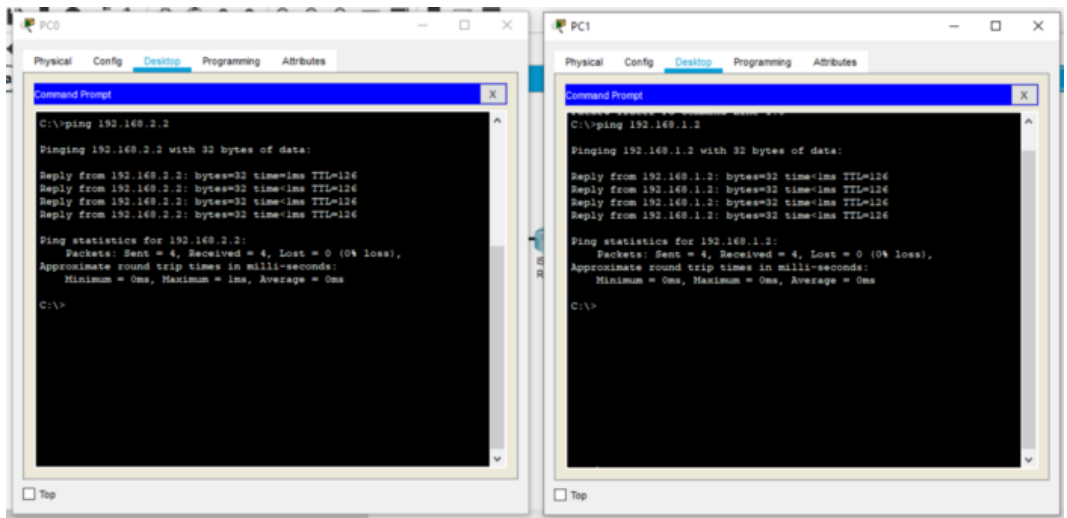 PC0
Physical Config Desktop Programming Attributes
Command Prompt
X
C:\>ping 192.168.2.2
Pinging 192.168.2.2 with 32 bytes of data:
Reply from 192.168.2.2: bytes=32 time=1ms TTL=126
Reply from 192.168.2.2: bytes=32 time<1ms TTL=126
Reply from 192.168.2.2: bytes=32 time<1ms TTL=126
Reply from 192.168.2.2: bytes=32 time<1ms TTL=126
Ping statistics for 192.168.2.2:
Packets: Sent = 4, Received = 4, Lost = 0 (0% loss),
Approximate round trip times in milli-seconds:
Minimum = 0ms, Maximum = 1ms, Average = 0ms
C:\>
Top
PC1
Physical Config Desktop Programming Attributes
Command Prompt
X
C:\>ping 192.168.1.2
Pinging 192.168.1.2 with 32 bytes of data:
Reply from 192.168.1.2: bytes=32 time<1ms TTL=126
Reply from 192.168.1.2: bytes=32 time<1ms TTL=126
Reply from 192.168.1.2: bytes=32 time<1ms TTL=126
Reply from 192.168.1.2: bytes=32 time<1ms TTL=126
Ping statistics for 192.168.1.2:
Packets: Sent = 4, Received = 4, Lost = 0 (0% loss),
Approximate round trip times in milli-seconds:
Minimum = 0ms, Maximum = 0ms, Average = 0ms
C:\>
Top